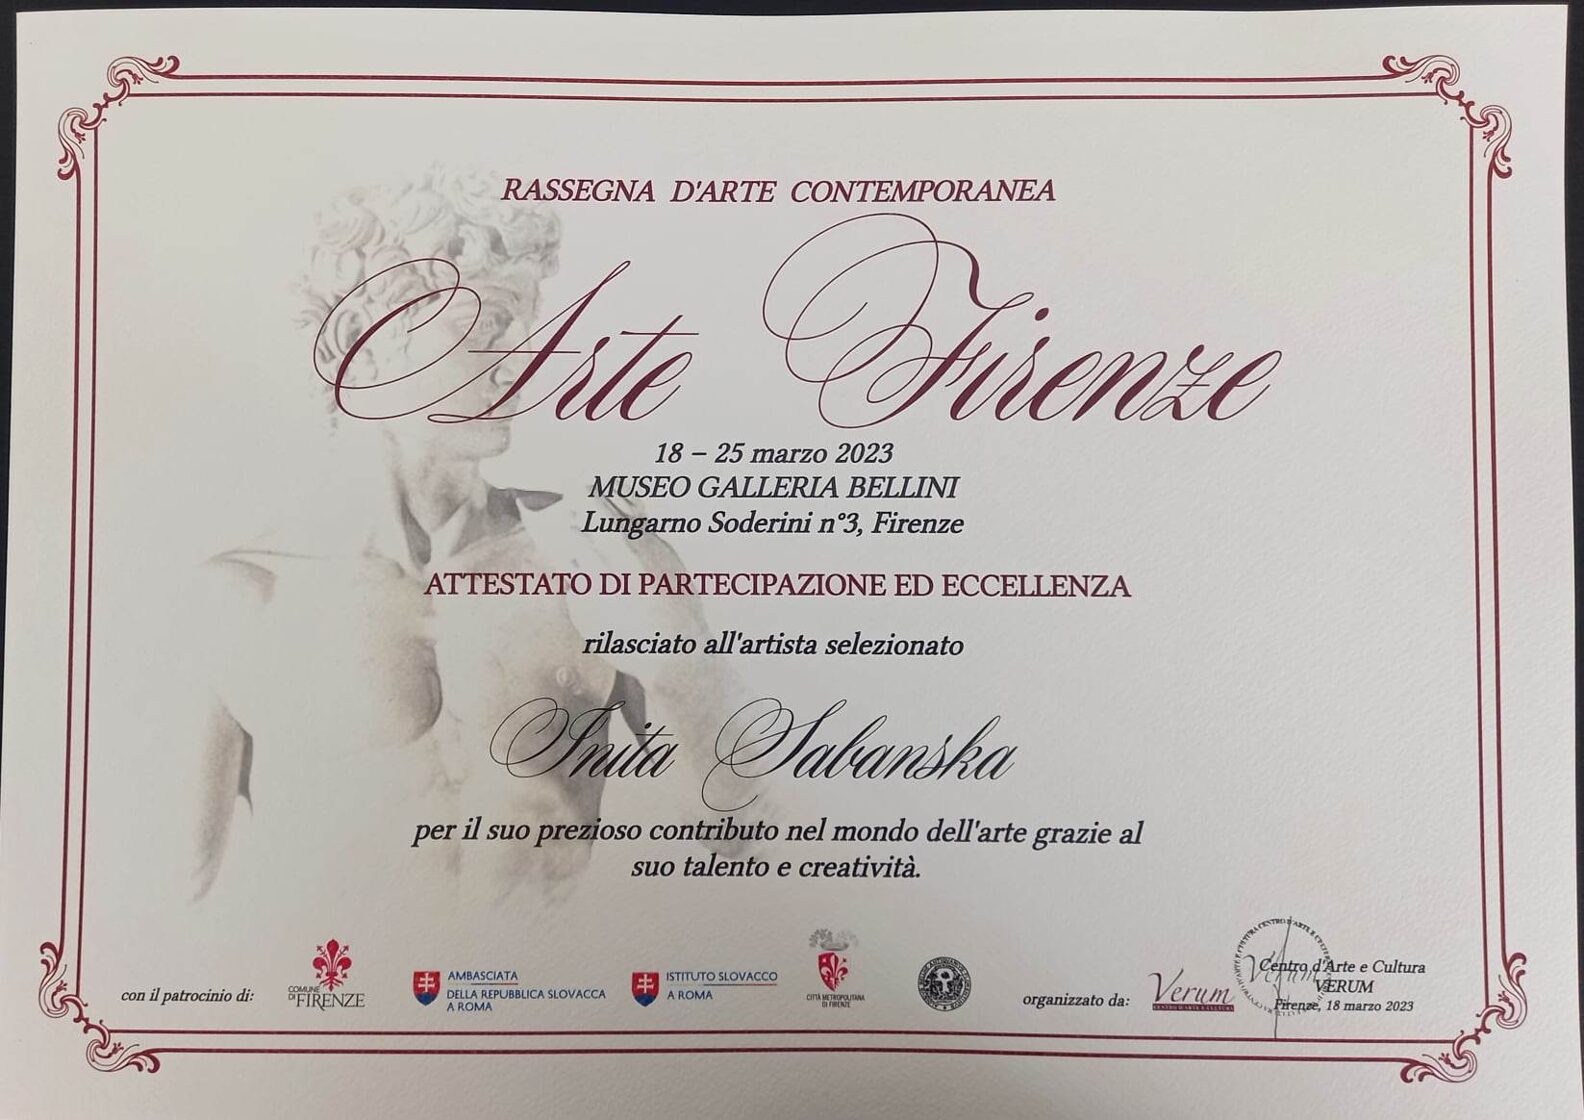 RASSEGNA D'ARTE CONTEMPORANEA
Arte Firenze
18 – 25 marzo 2023
MUSEO GALLERIA BELLINI
Lungarno Soderini n°3, Firenze
ATTESTATO DI PARTECIPAZIONE ED ECCELLENZA
rilasciato all'artista selezionato
Inita Sabanska
per il suo prezioso contributo nel mondo dell'arte grazie al
suo talento e creatività.
con il patrocinio di:
COMUNE
DI FIRENZE
AMBASCIATA
DELLA REPUBBLICA SLOVACCA
A ROMA
ISTITUTO SLOVACCO
A ROMA
CITTÀ METROPOLITANA
DI FIRENZE
organizzato da:
Verum
CENTRO D'ARTE E CULTURA
Centro d'Arte e Cultura
VERUM
Firenze, 18 marzo 2023